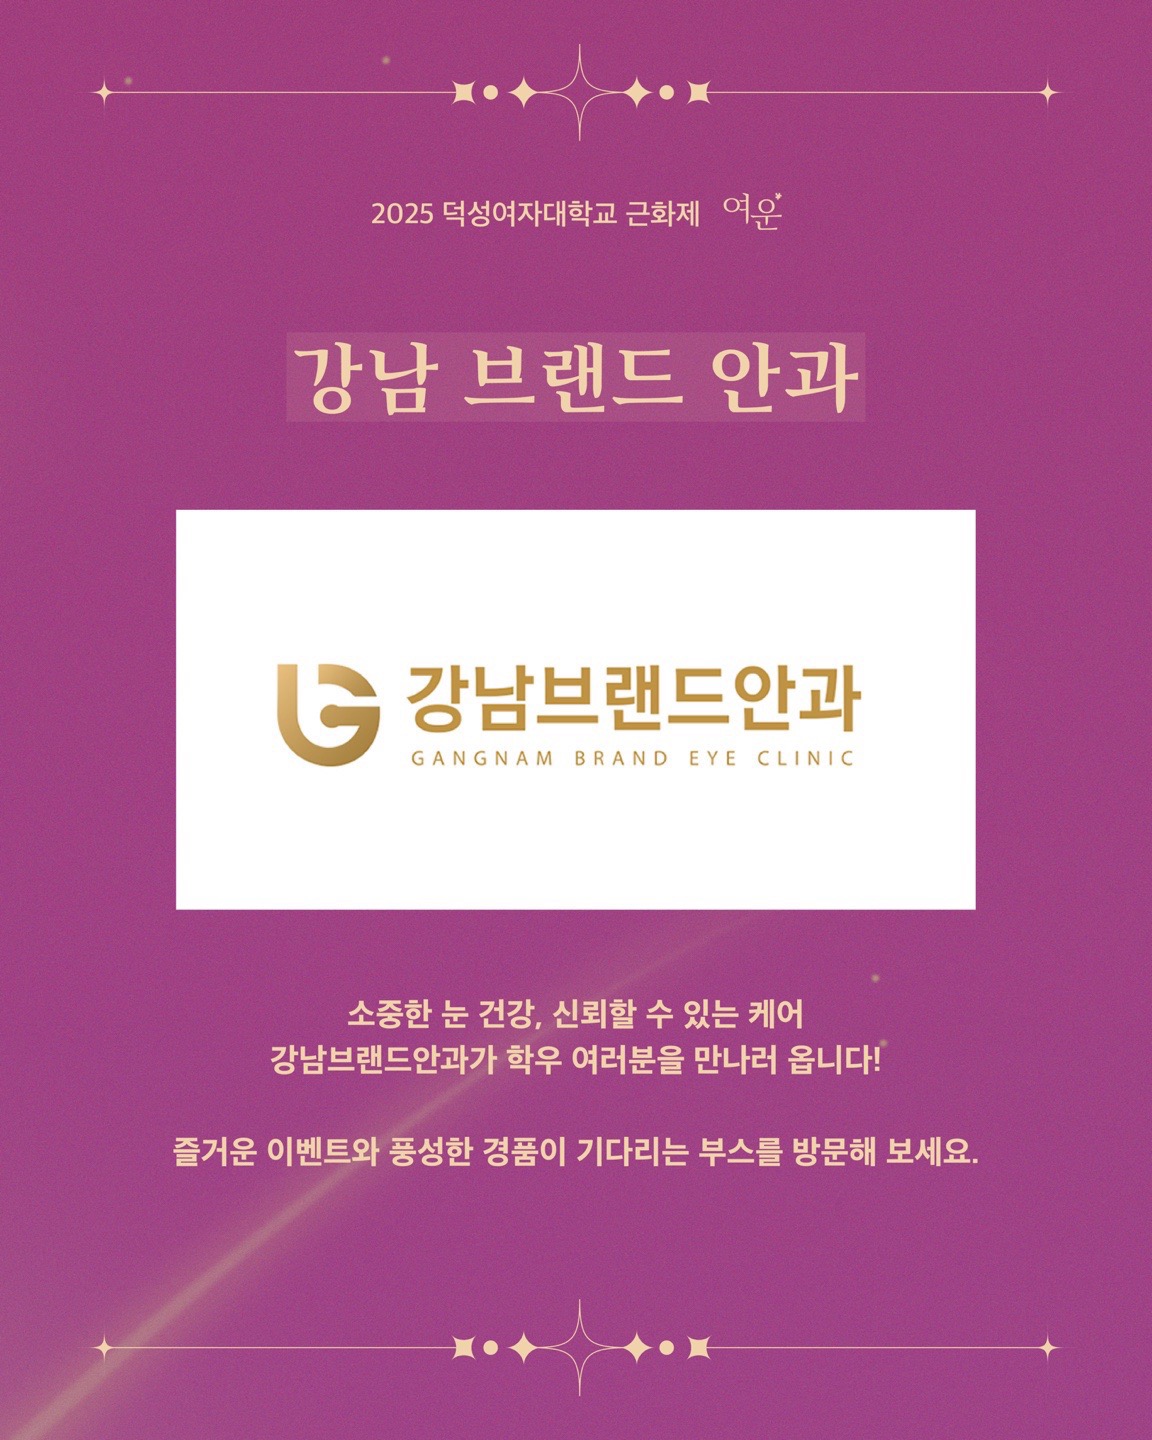 2025 덕성여자대학교 근화제 여운
강남 브랜드 안과
강남브랜드안과
GANGNAM BRAND EYE CLINIC
소중한 눈 건강, 신뢰할 수 있는 케어
강남브랜드안과가 학우 여러분을 만나러 옵니다!
즐거운 이벤트와 풍성한 경품이 기다리는 부스를 방문해 보세요.